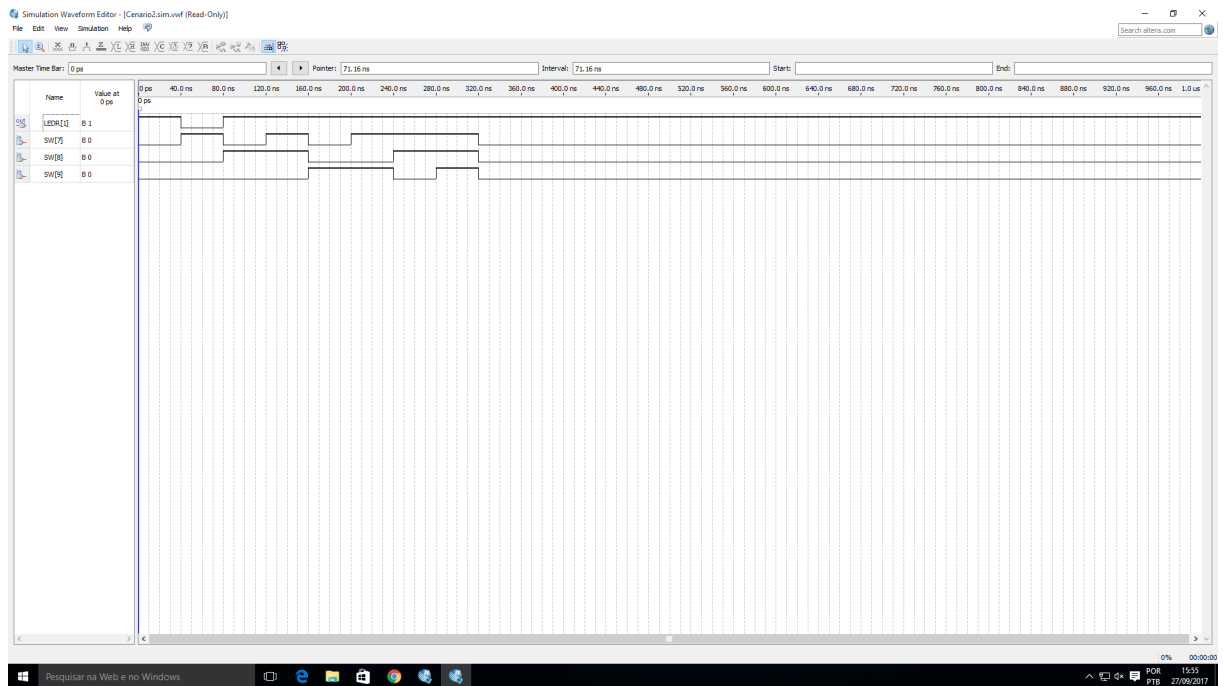 Simulation Waveform Editor - [Cenario2.sim.vwf (Read-Only)]
File Edit View Simulation Help
Search altera.com
Master Time Bar: 0 ps Pointer: 71.16 ns Interval: 71.16 ns Start: End:
Name Value at 0 ps
0 ps 40.0 ns 80.0 ns 120.0 ns 160.0 ns 200.0 ns 240.0 ns 280.0 ns 320.0 ns 360.0 ns 400.0 ns 440.0 ns 480.0 ns 520.0 ns 560.0 ns 600.0 ns 640.0 ns 680.0 ns 720.0 ns 760.0 ns 800.0 ns 840.0 ns 880.0 ns 920.0 ns 960.0 ns 1.0 us
0 ps
LEDR[1] B 1
SW[7] B 0
SW[8] B 0
SW[9] B 0
0% 00:00:00
Pesquisar na Web e no Windows
POR 15:55
PTB 27/09/2017